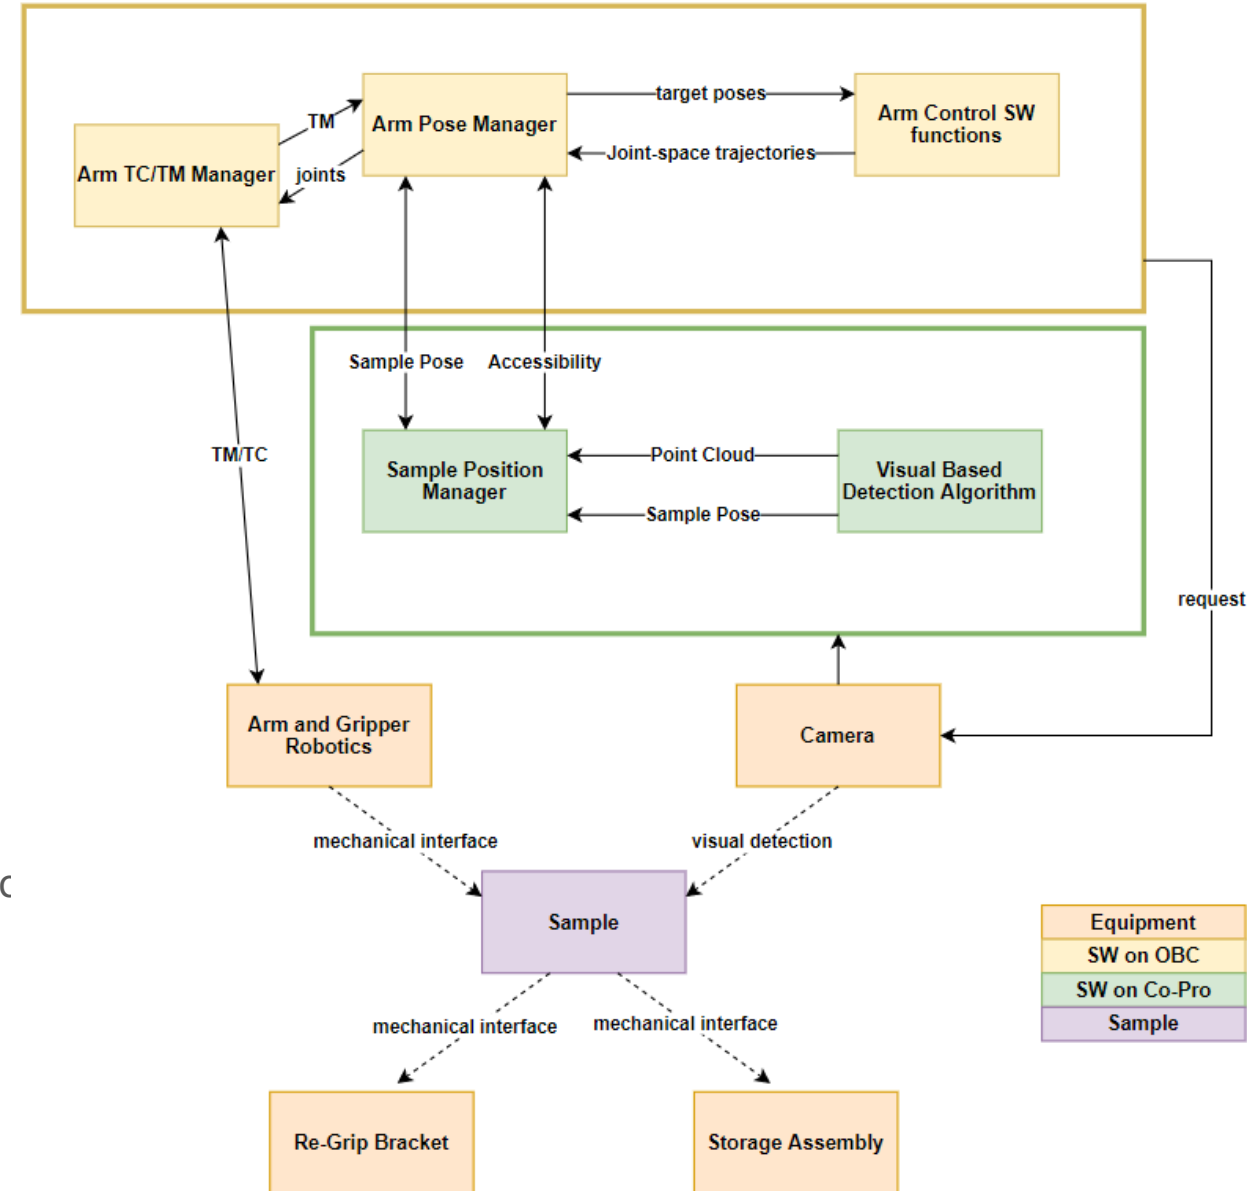 target poses
Arm Pose Manager
Arm Control SW
functions
TM
Joint-space trajectories
Arm TC/TM Manager
joints
Sample Pose
Accessibility
TM/TC
Point Cloud
Sample Position
Manager
Visual Based
Detection Algorithm
Sample Pose
request
Arm and Gripper
Robotics
Camera
mechanical interface
visual detection
Sample
Equipment
SW on OBC
SW on Co-Pro
Sample
mechanical interface
mechanical interface
Re-Grip Bracket
Storage Assembly